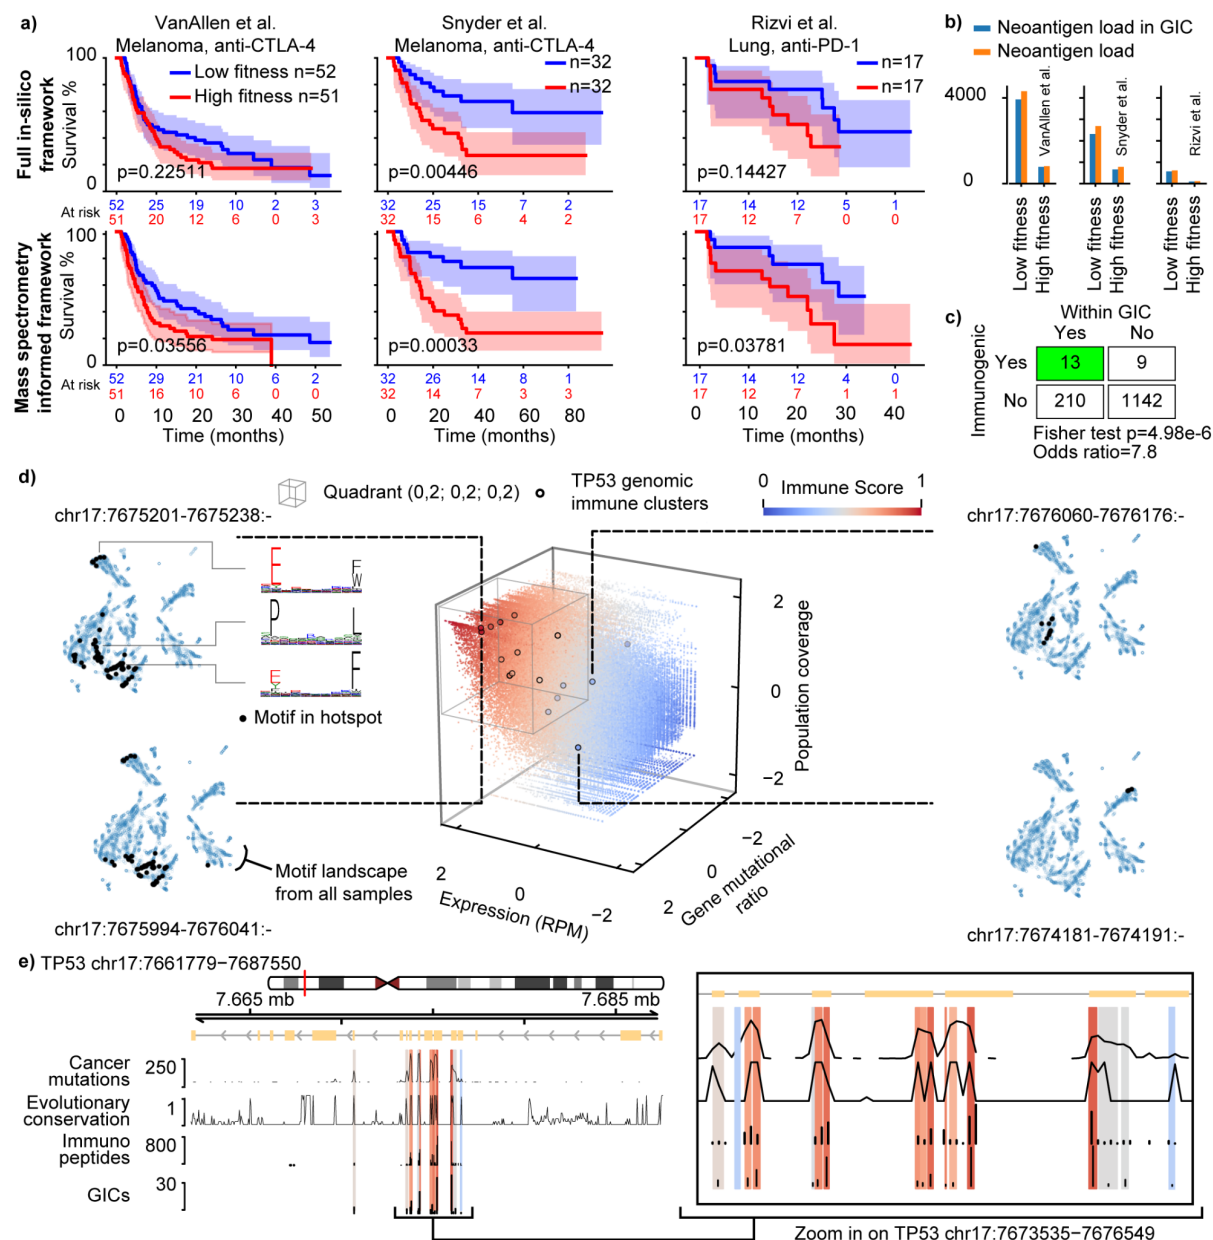 a)
VanAllen et al.
Melanoma, anti-CTLA-4
Snyder et al.
Melanoma, anti-CTLA-4
Rizvi et al.
Lung, anti-PD-1
Full in-silico
framework
Survival %
100
0
Low fitness n=52
High fitness n=51
p=0.22511
100
0
n=32
n=32
p=0.00446
100
0
n=17
n=17
p=0.14427
At risk
52 25 19 10 2 3
51 20 12 6 0 3
32 25 15 7 2
32 15 6 4 2
17 14 12 5 1
17 12 7 0 0
Mass spectrometry
informed framework
Survival %
100
0
p=0.03556
100
0
p=0.00033
100
0
p=0.03781
At risk
52 29 21 10 6 2
51 16 10 6 0 0
32 26 14 8 1
32 14 7 3 3
17 14 12 4 0
17 12 7 1 1
0 10 20 30 40 50
Time (months)
0 20 40 60 80
Time (months)
0 10 20 30 40
Time (months)
b)
Neoantigen load in GIC
Neoantigen load
4000
0
VanAllen et al.
Snyder et al.
Rizvi et al.
Low fitness
High fitness
Low fitness
High fitness
Low fitness
High fitness
c)
Within GIC
Yes No
Immunogenic
Yes 13 9
No 210 1142
Fisher test p=4.98e-6
Odds ratio=7.8
d)
Quadrant (0,2; 0,2; 0,2)
TP53 genomic
immune clusters
0 1
Immune Score
chr17:7675201-7675238:-
chr17:7676060-7676176:-
E F W
P L
E F
Motif in hotspot
Motif landscape
from all samples
2
0
−2
Population coverage
2
0
−2
Expression (RPM)
2
0
−2
Gene mutational
ratio
chr17:7675994-7676041:-
chr17:7674181-7674191:-
e) TP53 chr17:7661779−7687550
7.665 mb
7.685 mb
Cancer
mutations
250
Evolutionary
conservation
1
Immuno
peptides
800
GICs
30
Zoom in on TP53 chr17:7673535−7676549